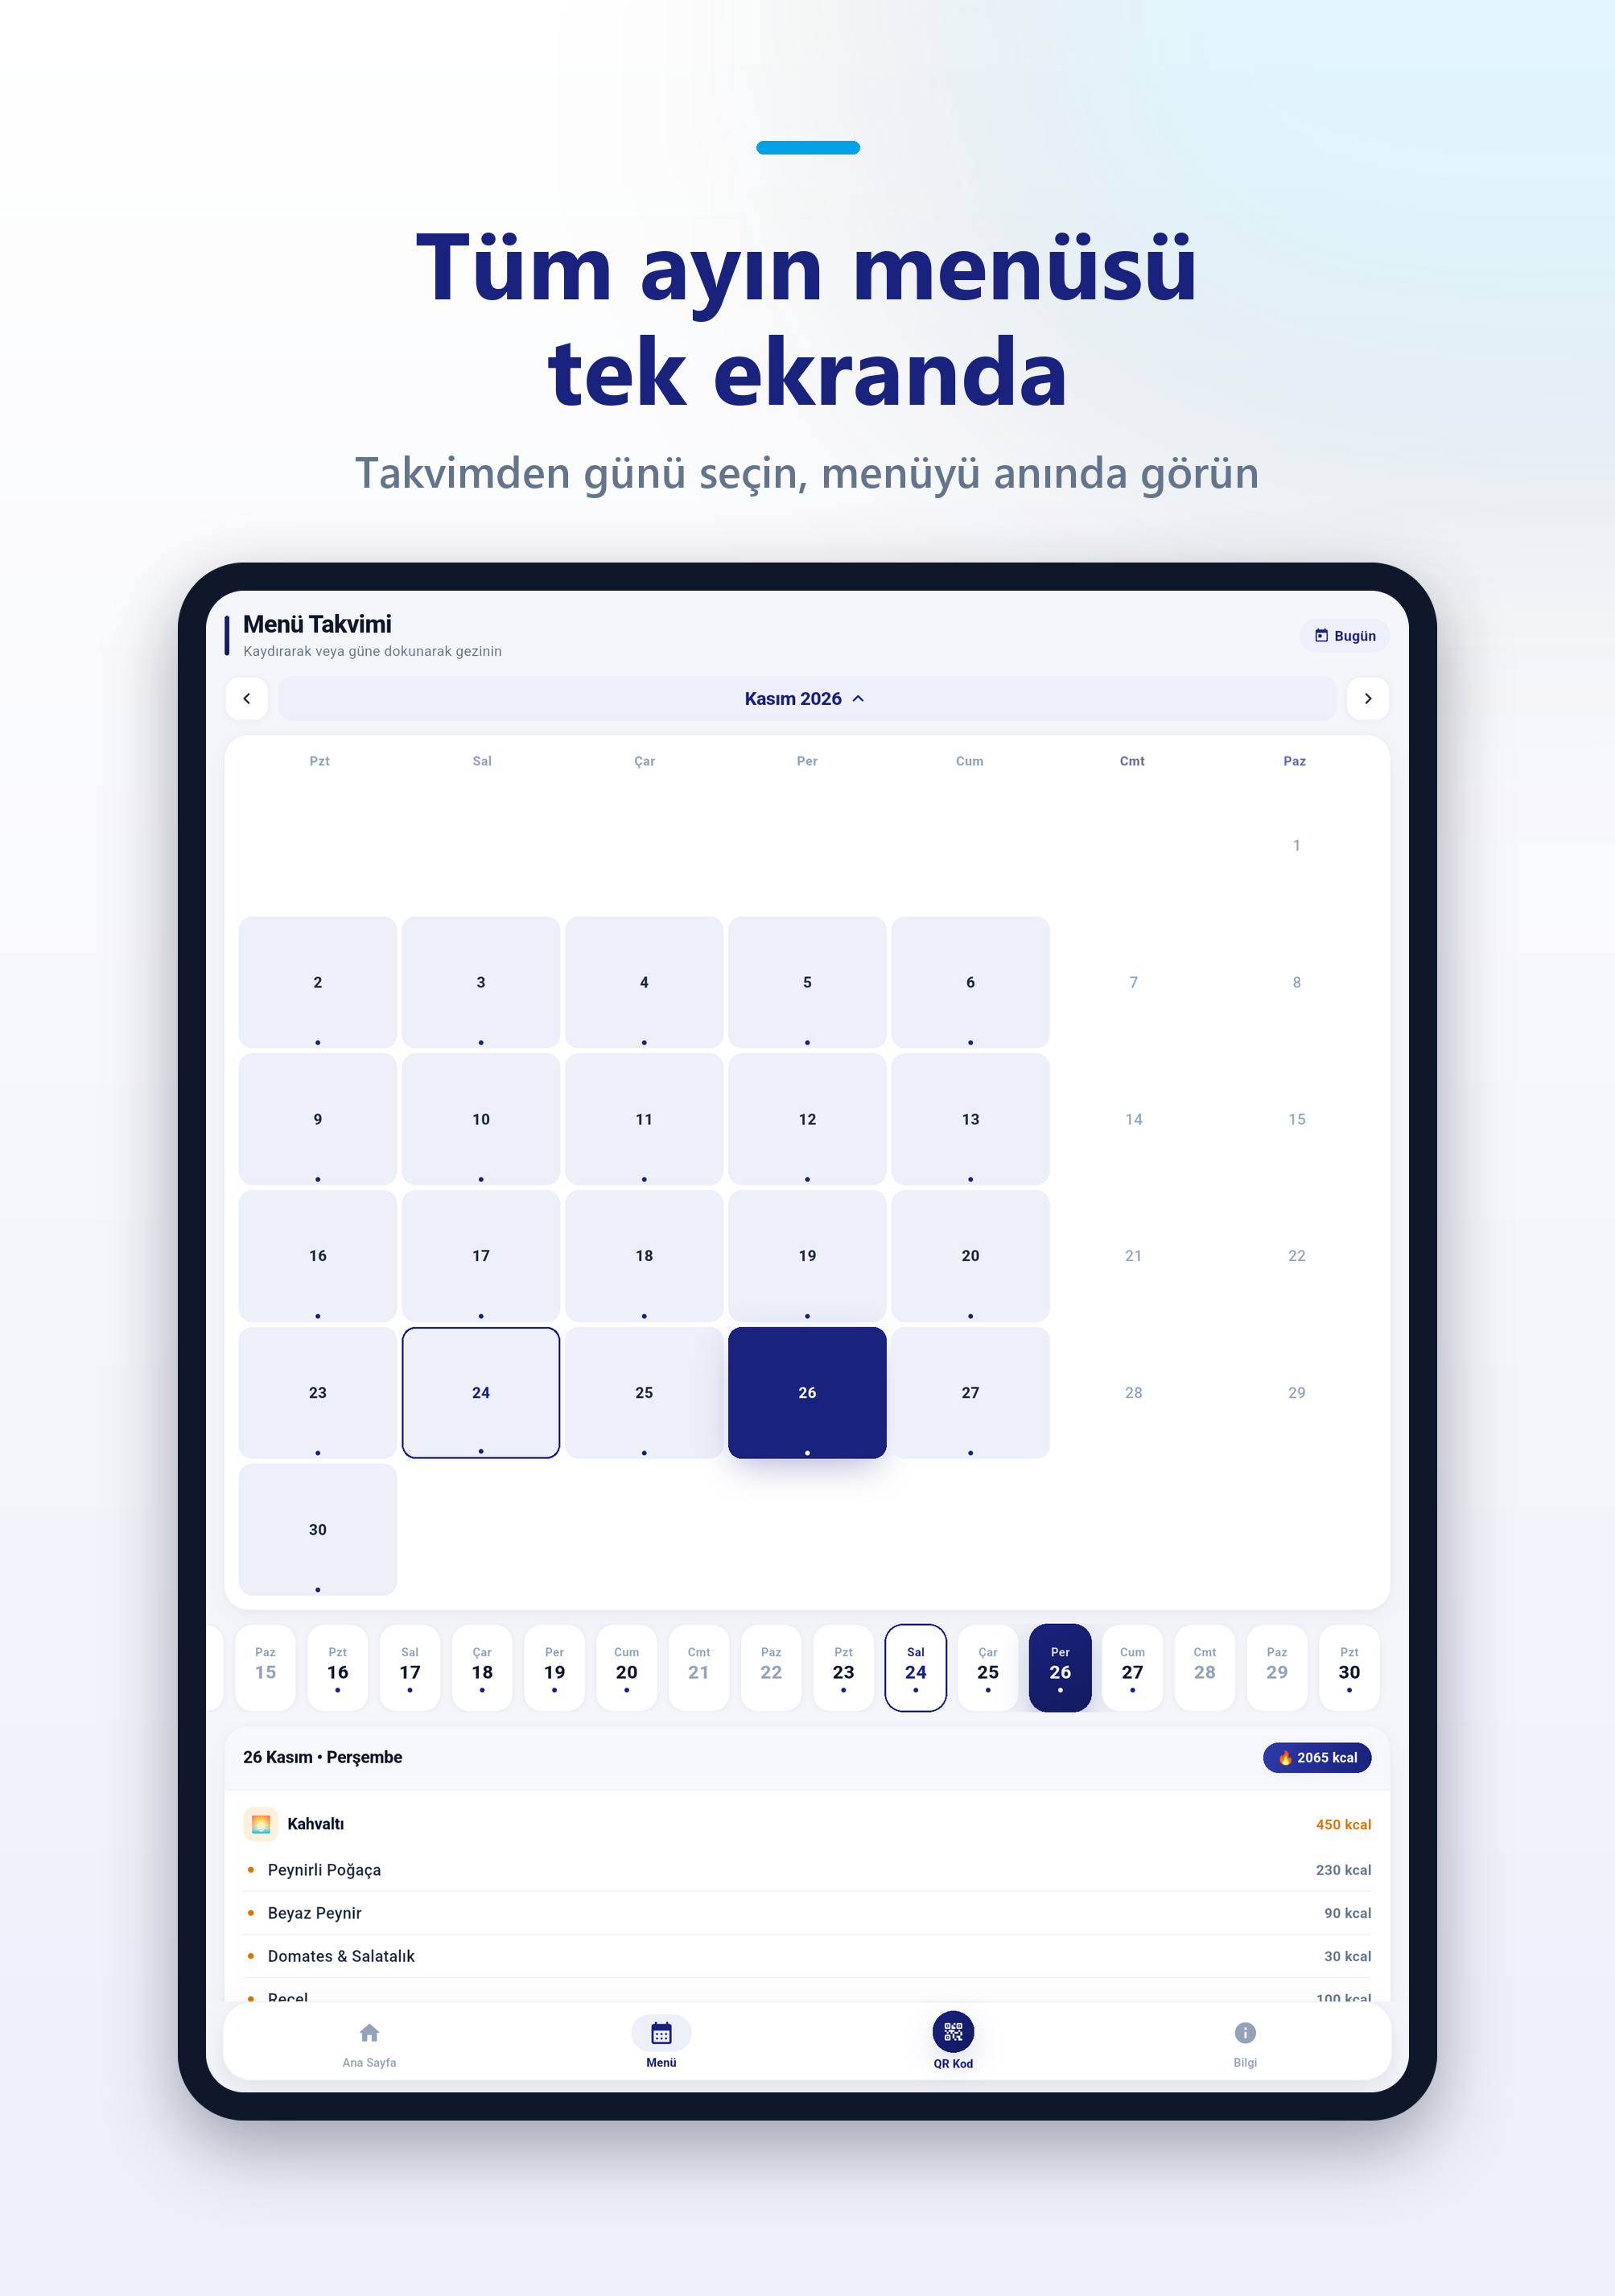 Tüm ayın menüsü
tek ekranda
Takvimden günü seçin, menüyü anında görün
Menü Takvimi
Kaydırarak veya güne dokunarak gezinin
Bugün
Kasım 2026
Pzt Sal Çar Per Cum Cmt Paz
1
2 3 4 5 6 7 8
9 10 11 12 13 14 15
16 17 18 19 20 21 22
23 24 25 26 27 28 29
30
Paz Pzt Sal Çar Per Cum Cmt Paz Pzt Sal Çar Per Cum Cmt Paz Pzt
15 16 17 18 19 20 21 22 23 24 25 26 27 28 29 30
26 Kasım • Perşembe 🔥 2065 kcal
Kahvaltı 450 kcal
• Peynirli Poğaça 230 kcal
• Beyaz Peynir 90 kcal
• Domates & Salatalık 30 kcal
• Reçel 100 kcal
Ana Sayfa Menü QR Kod Bilgi